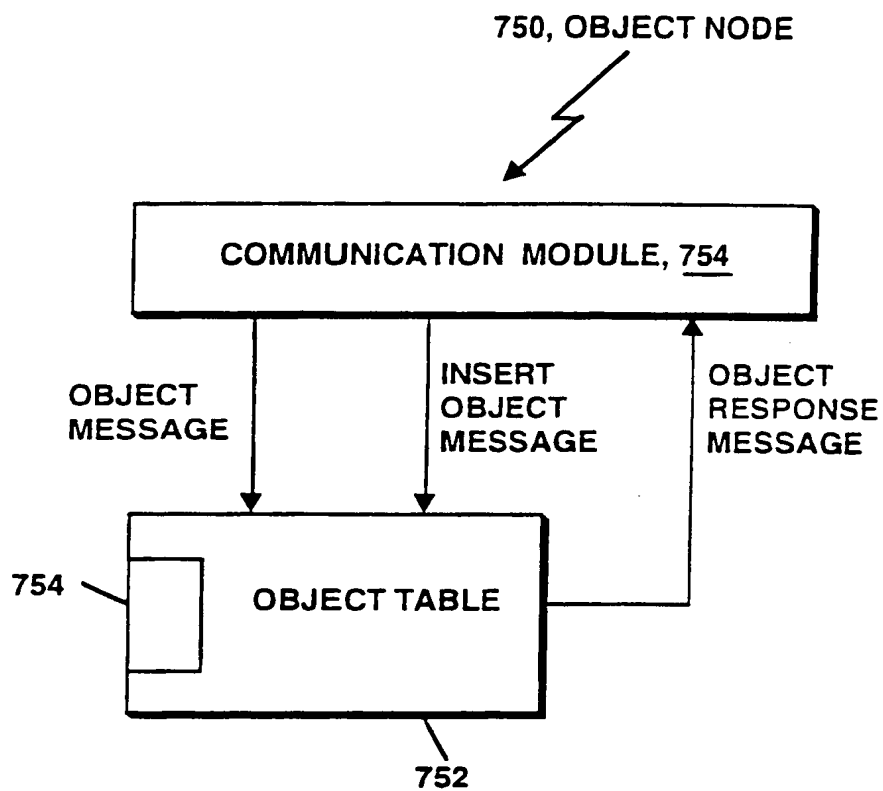 750, OBJECT NODE
COMMUNICATION MODULE, 754
OBJECT
MESSAGE
INSERT
OBJECT
MESSAGE
OBJECT
RESPONSE
MESSAGE
754
OBJECT TABLE
752